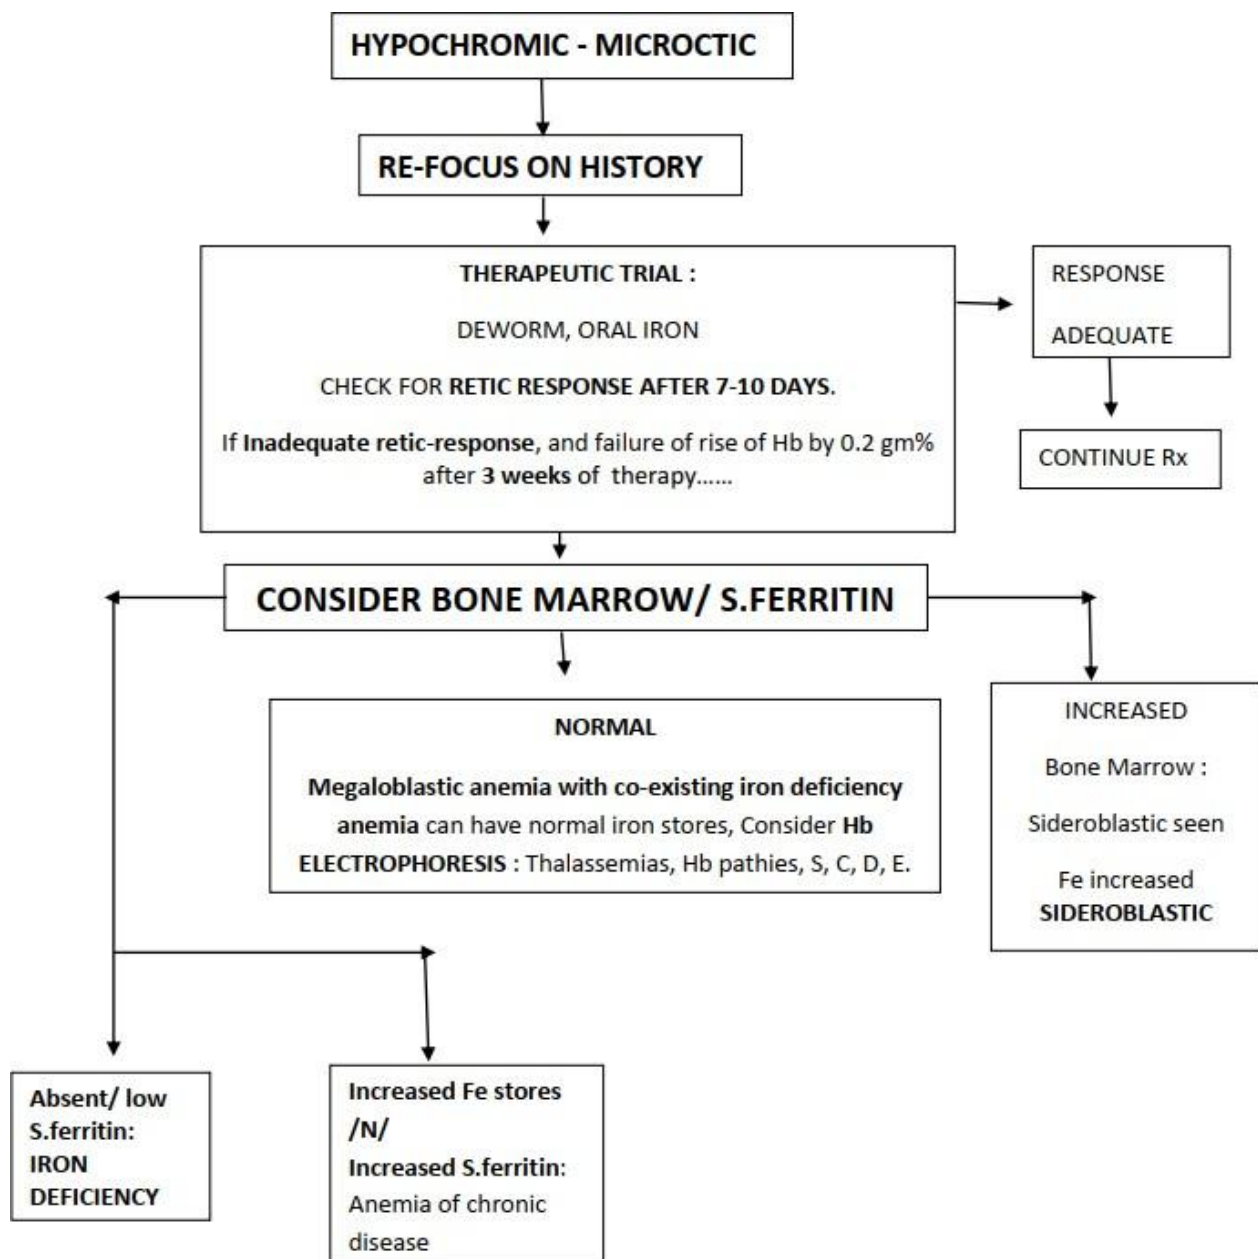 HYPOCHROMIC - MICROCTIC
RE-FOCUS ON HISTORY
THERAPEUTIC TRIAL :
DEWORM, ORAL IRON
CHECK FOR RETIC RESPONSE AFTER 7-10 DAYS.
If Inadequate retic-response, and failure of rise of Hb by 0.2 gm%
after 3 weeks of therapy......
RESPONSE
ADEQUATE
CONTINUE Rx
CONSIDER BONE MARROW/ S.FERRITIN
NORMAL
Megaloblastic anemia with co-existing iron deficiency
anemia can have normal iron stores, Consider Hb
ELECTROPHORESIS : Thalassemias, Hb pathies, S, C, D, E.
INCREASED
Bone Marrow :
Sideroblastic seen
Fe increased
SIDEROBLASTIC
Absent/ low
S.ferritin:
IRON
DEFICIENCY
Increased Fe stores
/N/
Increased S.ferritin:
Anemia of chronic
disease